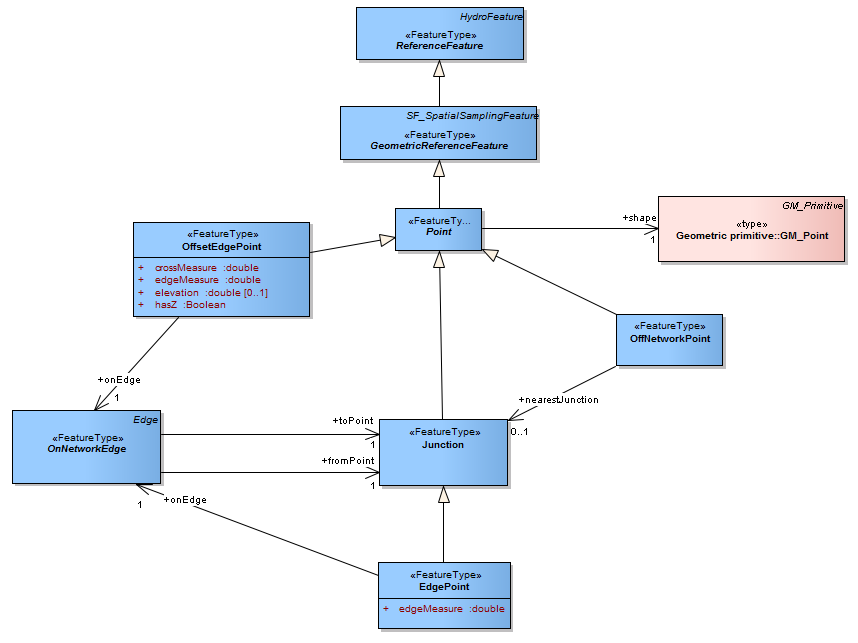 HydroFeature
«FeatureType»
ReferenceFeature
SF_SpatialSamplingFeature
«FeatureType»
GeometricReferenceFeature
«FeatureTy...
Point
+shape
1
GM_Primitive
«type»
Geometric primitive::GM_Point
«FeatureType»
OffsetEdgePoint
+ crossMeasure :double
+ edgeMeasure :double
+ elevation :double [0..1]
+ hasZ :Boolean
«FeatureType»
OffNetworkPoint
+onEdge
1
+nearestJunction
0..1
Edge
«FeatureType»
OnNetworkEdge
+toPoint
1
+fromPoint
1
«FeatureType»
Junction
+onEdge
1
«FeatureType»
EdgePoint
+ edgeMeasure :double